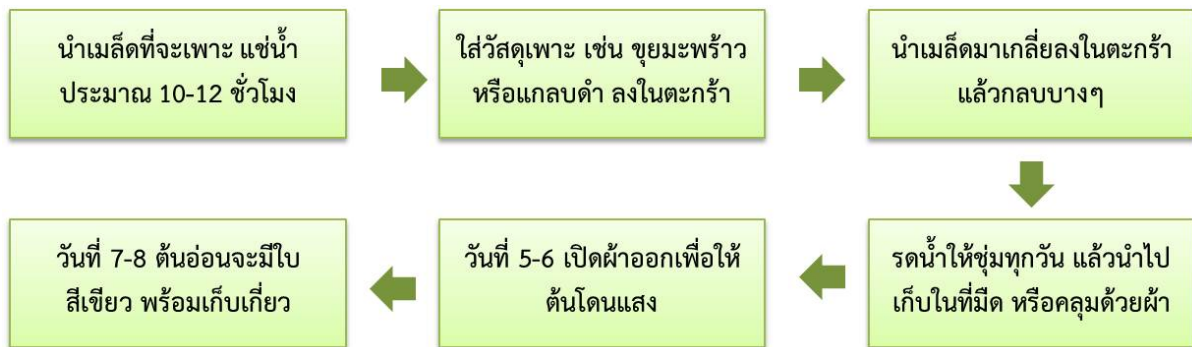 นำเมล็ดที่จะเพาะ แช่น้ำ
ประมาณ 10-12 ชั่วโมง
ใส่วัสดุเพาะ เช่น ขุยมะพร้าว
หรือแกลบดำ ลงในตะกร้า
นำเมล็ดมาเกลี่ยลงในตะกร้า
แล้วกลบบางๆ
รดน้ำให้ชุ่มทุกวัน แล้วนำไป
เก็บในที่มืด หรือคลุมด้วยผ้า
วันที่ 5-6 เปิดผ้าออกเพื่อให้
ต้นโดนแสง
วันที่ 7-8 ต้นอ่อนจะมีใบ
สีเขียว พร้อมเก็บเกี่ยว